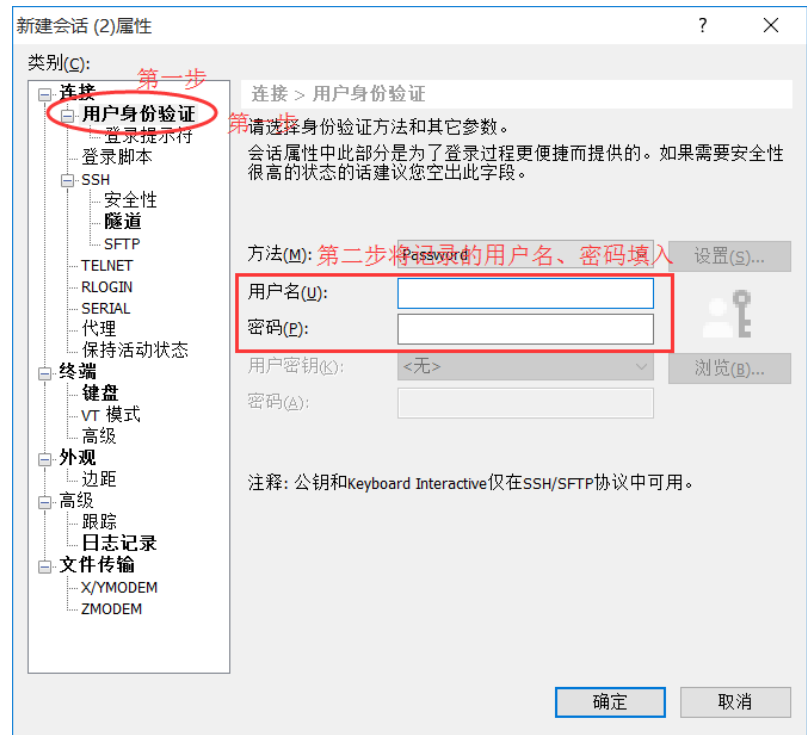 新建会话 (2)属性
?
类别(C):
第一步
连接
用户身份验证
登录提示符
登录脚本
SSH
安全性
隧道
SFTP
TELNET
RLOGIN
SERIAL
代理
保持活动状态
终端
键盘
VT 模式
高级
外观
边距
高级
跟踪
日志记录
文件传输
X/YMODEM
ZMODEM
连接 > 用户身份验证
第一步
请选择身份验证方法和其它参数。
会话属性中此部分是为了登录过程更便捷而提供的。如果需要安全性
很高的状态的话建议您空出此字段。
方法(M): Password 设置(S)...
第二步将记录的用户名、密码填入
用户名(U):
密码(P):
用户密钥(K): <无> 浏览(B)...
密码(A):
注释: 公钥和Keyboard Interactive仅在SSH/SFTP协议中可用。
确定 取消